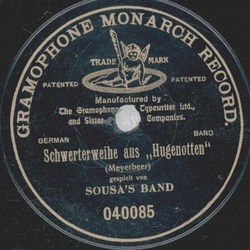 GRAMOPHONE MONARCH RECORD.
TRADE MARK
PATENTED PATENTED
Manufactured by
The Gramophone & Typewriter Ltd.,
and Sister Companies.
GERMAN BAND
Schwerterweihe aus „Hugenotten"
(Meyerbeer)
gespielt von
SOUSA'S BAND
040085